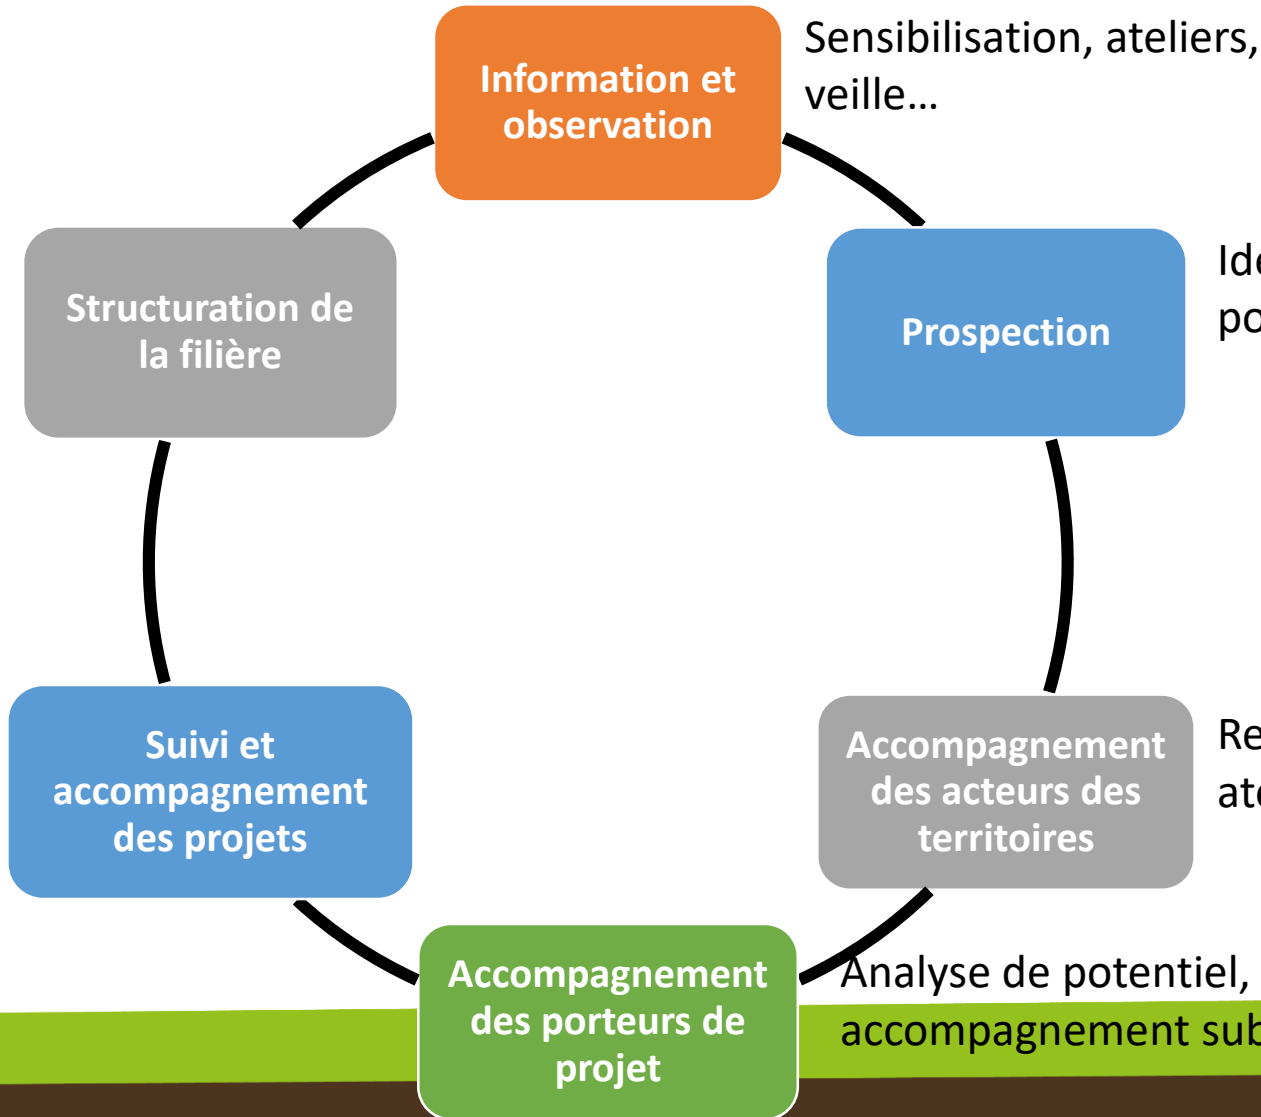 Information et
observation
Sensibilisation, ateliers,
veille…
Prospection
Structuration de
la filière
Accompagnement
des acteurs des
territoires
Suivi et
accompagnement
des projets
Accompagnement
des porteurs de
projet
Analyse de potentiel,
accompagnement